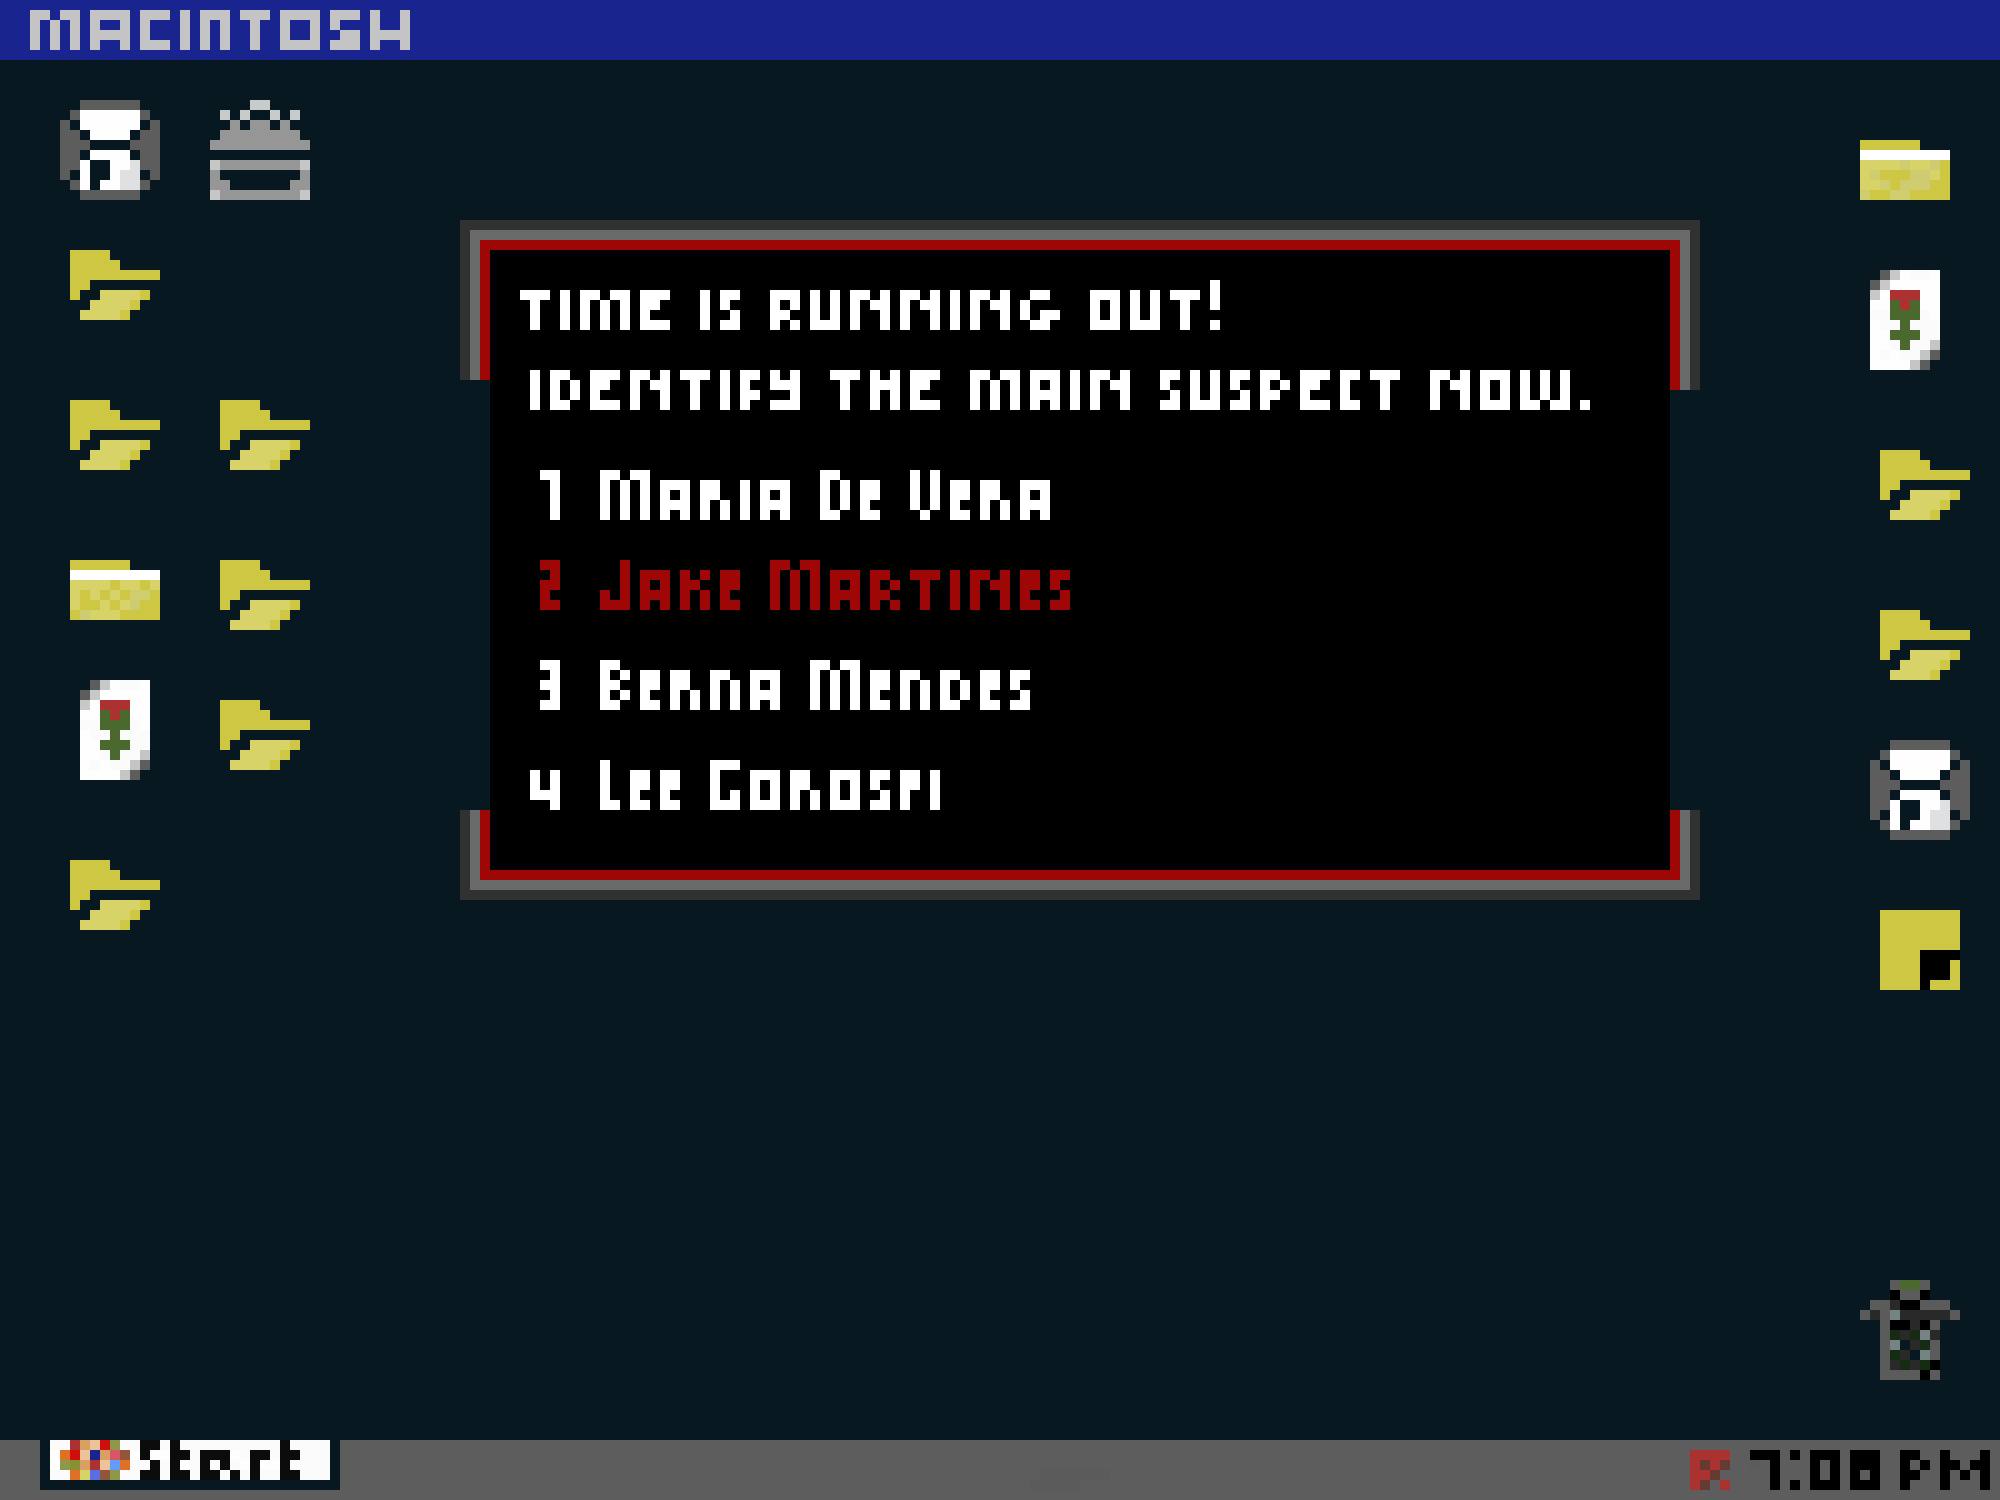 MACINTOSH
TIME IS RUNNING OUT!
IDENTIFY THE MAIN SUSPECT NOW.
1 Maria De Vera
2 Jake Martines
3 Berna Mendes
4 Lee Gorospi
start
7:08 PM